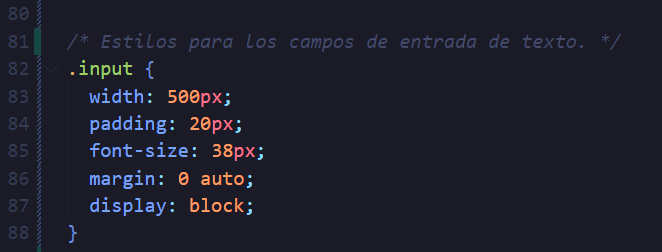 80
81 /* Estilos para los campos de entrada de texto. */
82 .input {
83 width: 500px;
84 padding: 20px;
85 font-size: 38px;
86 margin: 0 auto;
87 display: block;
88 }